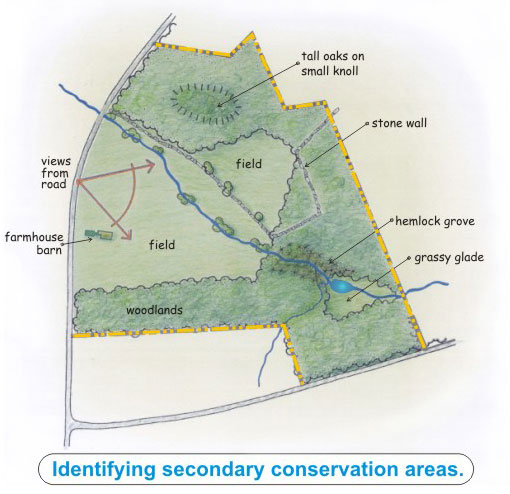 tall oaks on
small knoll
stone wall
field
views
from
road
hemlock grove
farmhouse
barn
field
grassy glade
woodlands
Identifying secondary conservation areas.